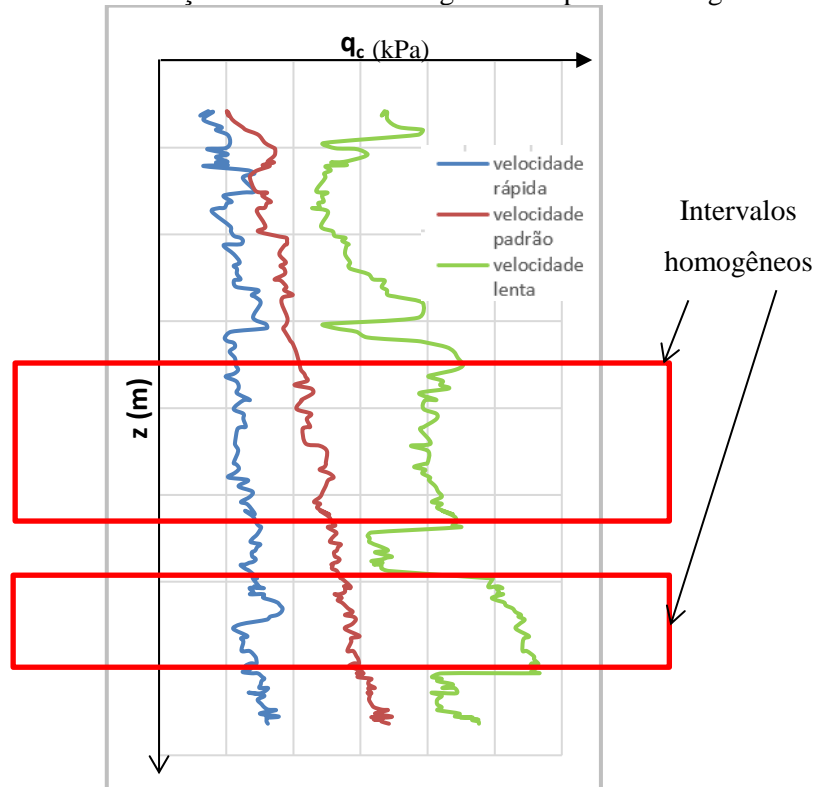 qc (kPa)
velocidade
rápida
velocidade
padrão
velocidade
lenta
Intervalos
homogêneos
z (m)